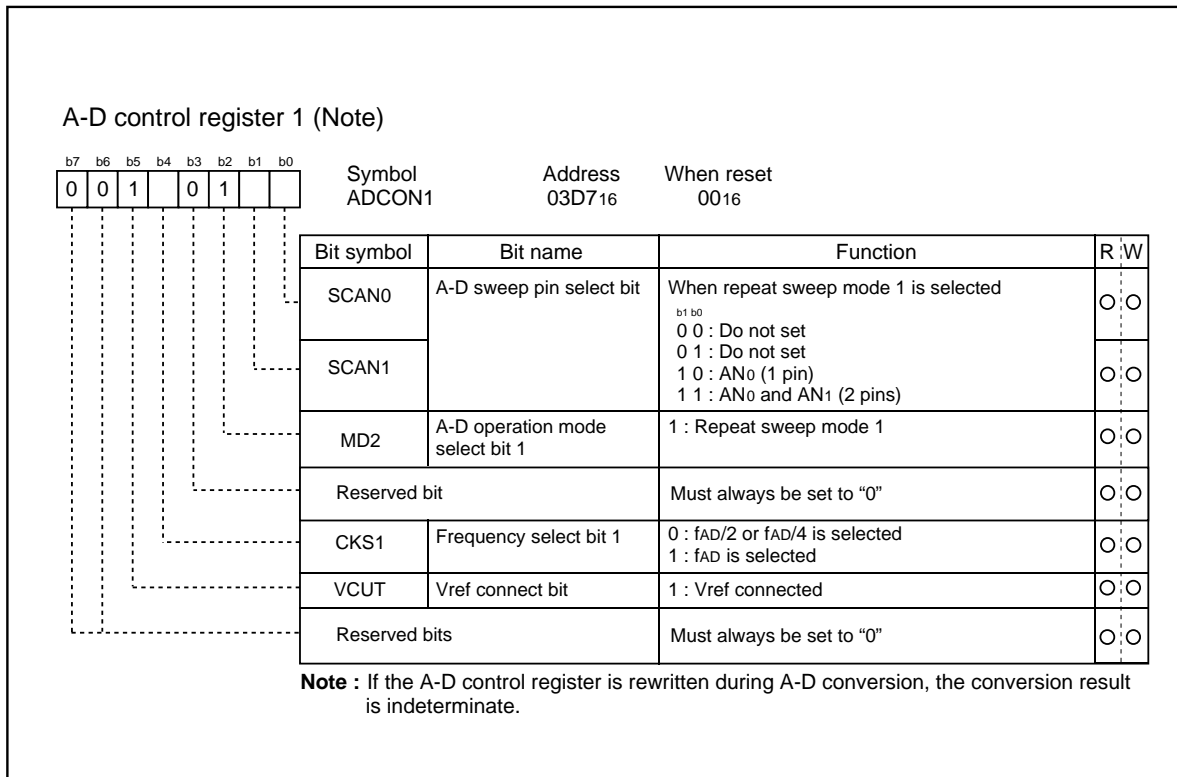 A-D control register 1 (Note)
b7 b6 b5 b4 b3 b2 b1 b0
0 0 1 0 1
Symbol Address When reset
ADCON1 03D716 0016
Bit symbol Bit name Function R W
SCAN0 A-D sweep pin select bit When repeat sweep mode 1 is selected
b1 b0
0 0 : Do not set
0 1 : Do not set
SCAN1
1 0 : AN0 (1 pin)
1 1 : AN0 and AN1 (2 pins)
MD2 A-D operation mode
select bit 1
1 : Repeat sweep mode 1
Reserved bit Must always be set to “0”
CKS1 Frequency select bit 1 0 : fAD/2 or fAD/4 is selected
1 : fAD is selected
VCUT Vref connect bit 1 : Vref connected
Reserved bits Must always be set to “0”
Note : If the A-D control register is rewritten during A-D conversion, the conversion result
is indeterminate.